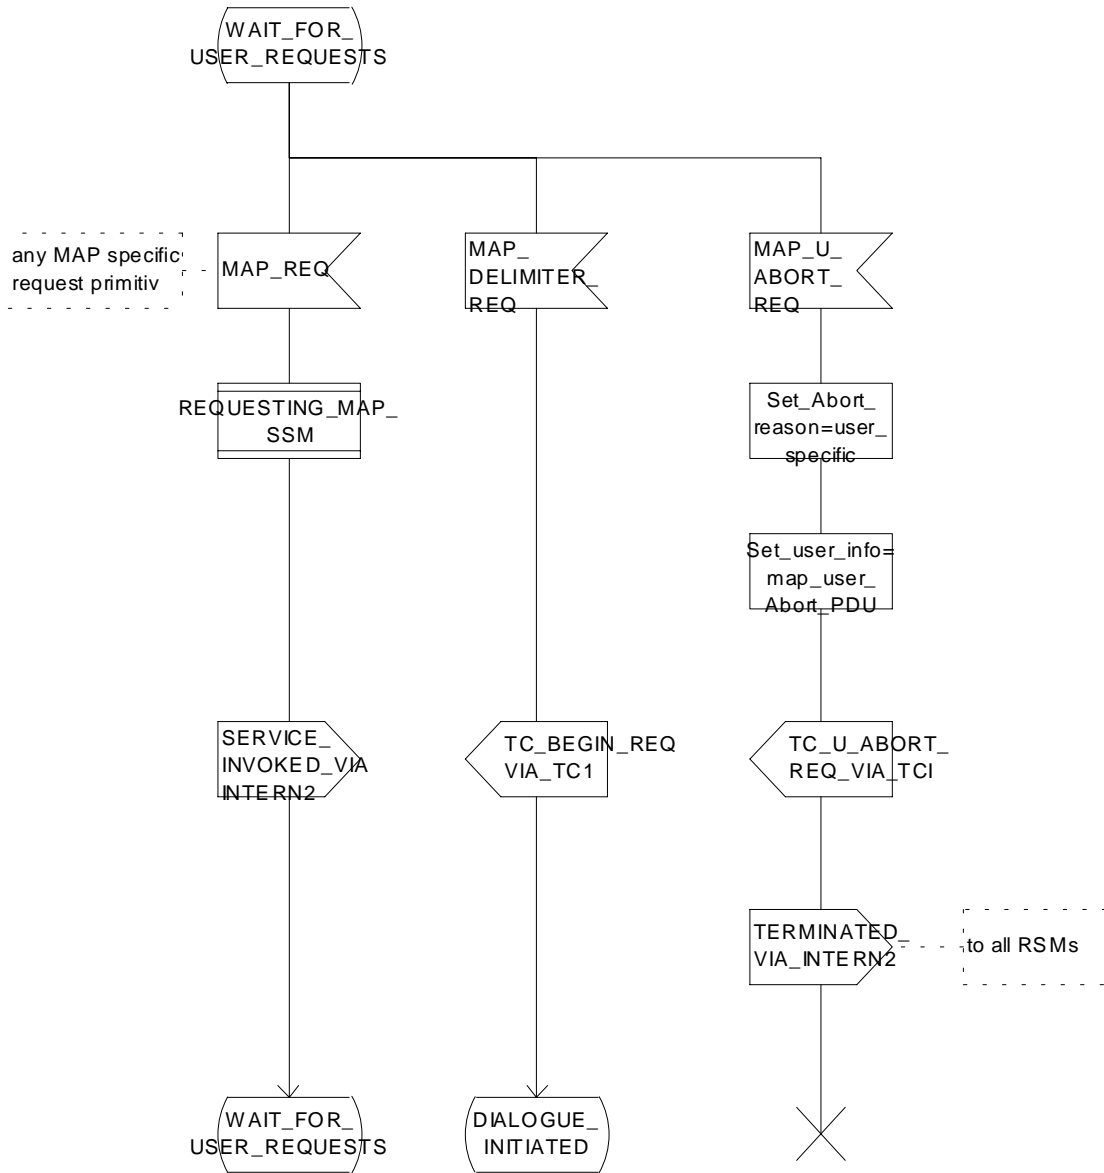 WAIT_FOR_
USER_REQUESTS
any MAP specific
request primitiv
MAP_REQ
MAP_
DELIMITER_
REQ
MAP_U_
ABORT_
REQ
REQUESTING_MAP_
SSM
Set_Abort_
reason=user_
specific
Set_user_info=
map_user_
Abort_PDU
SERVICE_
INVOKED_VIA
INTERN2
TC_BEGIN_REQ
VIA_TC1
TC_U_ABORT_
REQ_VIA_TCI
TERMINATED_
VIA_INTERN2
to all RSMs
WAIT_FOR_
USER_REQUESTS
DIALOGUE_
INITIATED